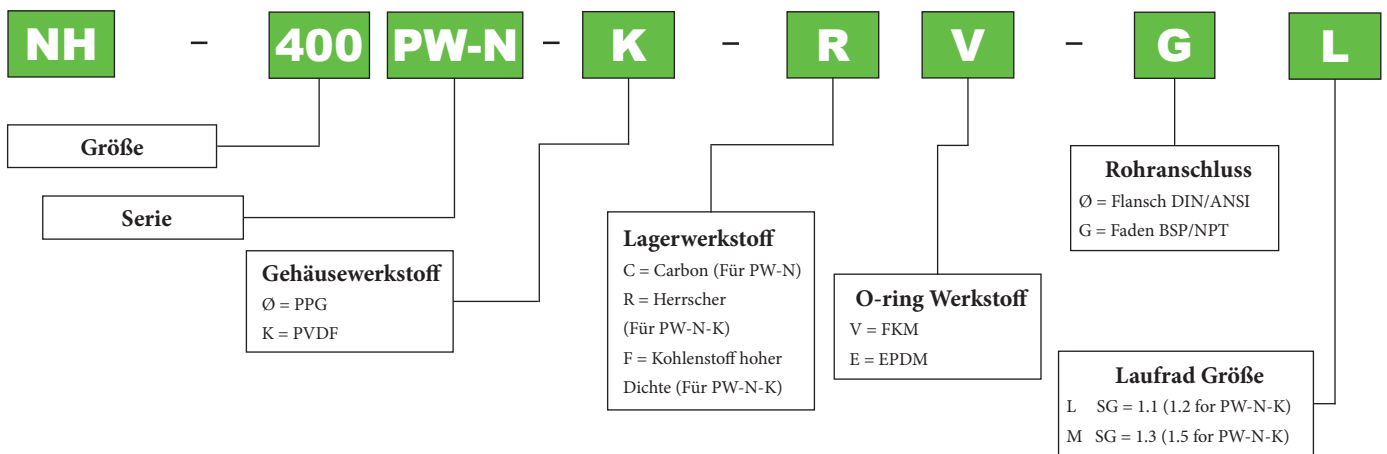 NH - 400 PW-N - K - R V - G L
Größe
Serie
Gehäusewerkstoff
Ø = PPG
K = PVDF
Lagerwerkstoff
C = Carbon (Für PW-N)
R = Herrscher
(Für PW-N-K)
F = Kohlenstoff hoher
Dichte (Für PW-N-K)
O-ring Werkstoff
V = FKM
E = EPDM
Rohranschluss
Ø = Flansch DIN/ANSI
G = Faden BSP/NPT
Laufrad Größe
L SG = 1.1 (1.2 for PW-N-K)
M SG = 1.3 (1.5 for PW-N-K)